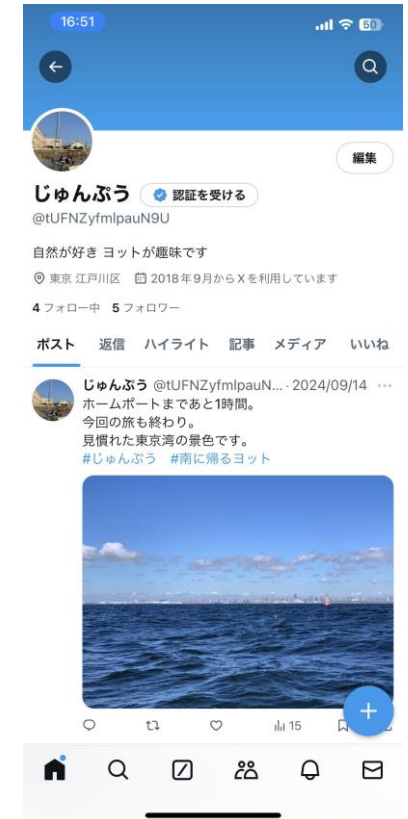 16:51
50
編集
じゅんぷう 認証を受ける
@tUFNZyfmlpauN9U
自然が好き ヨットが趣味です
東京 江戸川区 2018年9月からXを利用しています
4 フォロー中 5 フォロワー
ポスト 返信 ハイライト 記事 メディア いいね
じゅんぷう @tUFNZyfmlpauN... · 2024/09/14 ...
ホームポートまであと1時間。
今回の旅も終わり。
見慣れた東京湾の景色です。
#じゅんぷう #南に帰るヨット
15